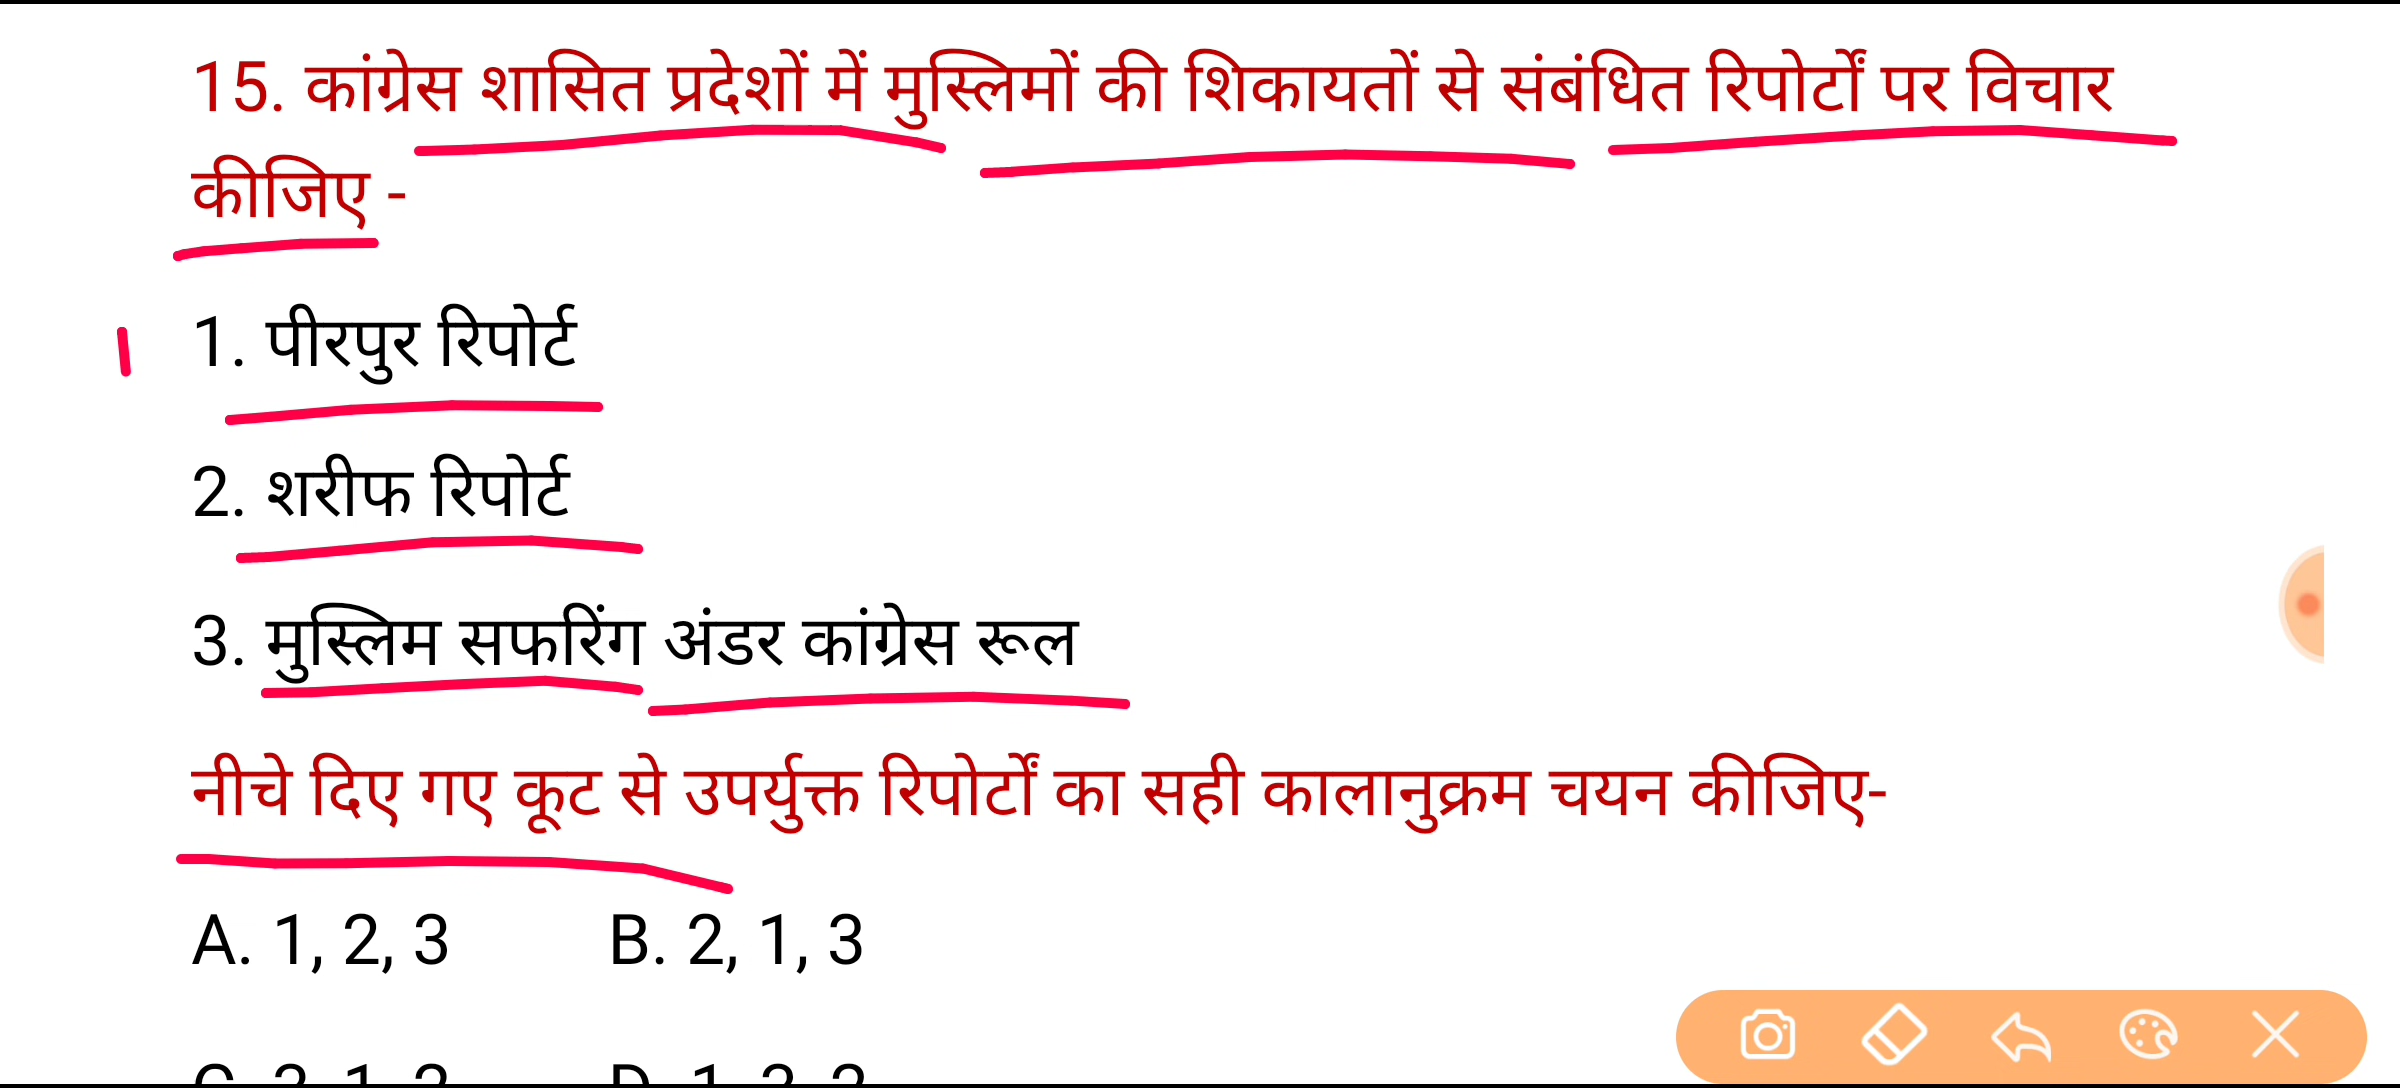 15. कांग्रेस शासित प्रदेशों में मुस्लिमों की शिकायतों से संबंधित रिपोर्टों पर विचार
कीजिए -
1. पीरपुर रिपोर्ट
2. शरीफ रिपोर्ट
3. मुस्लिम सफरिंग अंडर कांग्रेस रूल
नीचे दिए गए कूट से उपर्युक्त रिपोर्टों का सही कालानुक्रम चयन कीजिए-
A. 1, 2, 3 B. 2, 1, 3